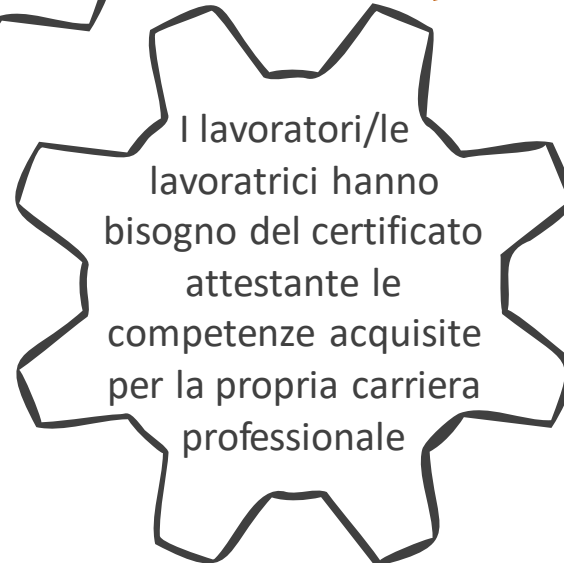 I lavoratori/le
lavoratrici hanno
bisogno del certificato
attestante le
competenze acquisite
per la propria carriera
professionale